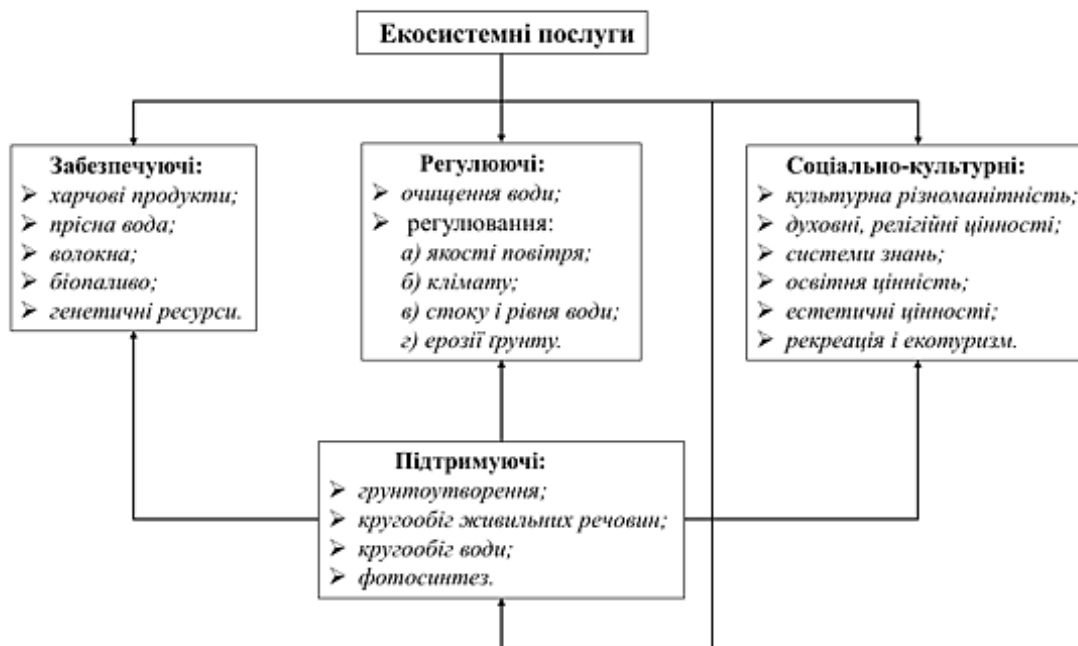 Екосистемні послуги
Забезпечуючі:
➢ харчові продукти;
➢ прісна вода;
➢ волокна;
➢ біопаливо;
➢ генетичні ресурси.
Регулюючі:
➢ очищення води;
➢ регулювання:
а) якості повітря;
б) клімату;
в) стоку і рівня води;
г) ерозії ґрунту.
Соціально-культурні:
➢ культурна різноманітність;
➢ духовні, релігійні цінності;
➢ системи знань;
➢ освітня цінність;
➢ естетичні цінності;
➢ рекреація і екотуризм.
Підтримуючі:
➢ грунтоутворення;
➢ кругообіг живильних речовин;
➢ кругообіг води;
➢ фотосинтез.